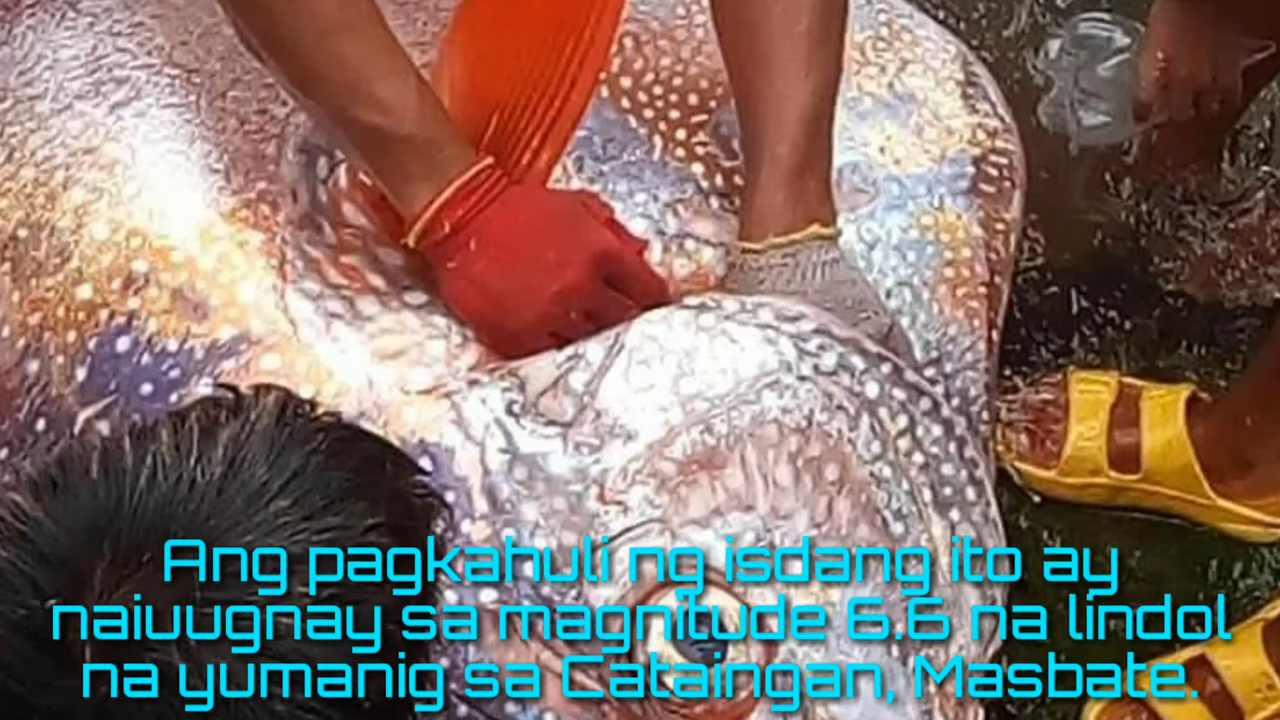 Ang pagkahuli ng isdang ito ay
naiuugnay sa magnitude 6.6 na lindol
na yumanig sa Cataingan, Masbate.